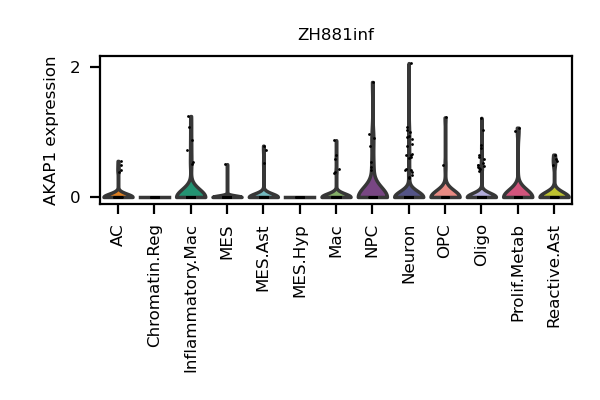 ZH881inf
AKAP1 expression
2
0
AC
Chromatin.Reg
Inflammatory.Mac
MES
MES.Ast
MES.Hyp
Mac
NPC
Neuron
OPC
Oligo
Prolif.Metab
Reactive.Ast